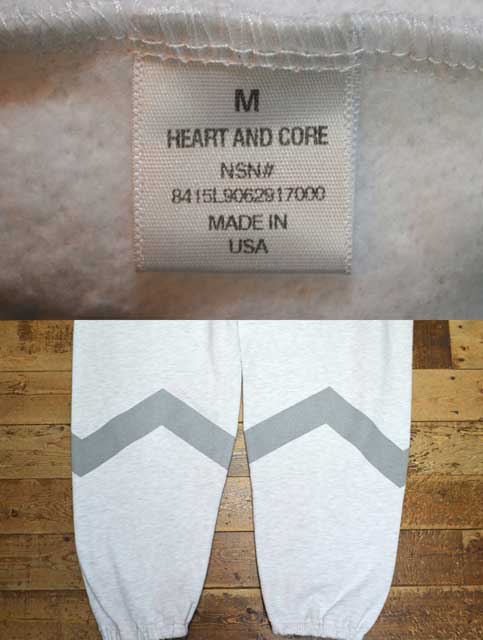 M
HEART AND CORE
NSN#
8415L9062917000
MADE IN
USA